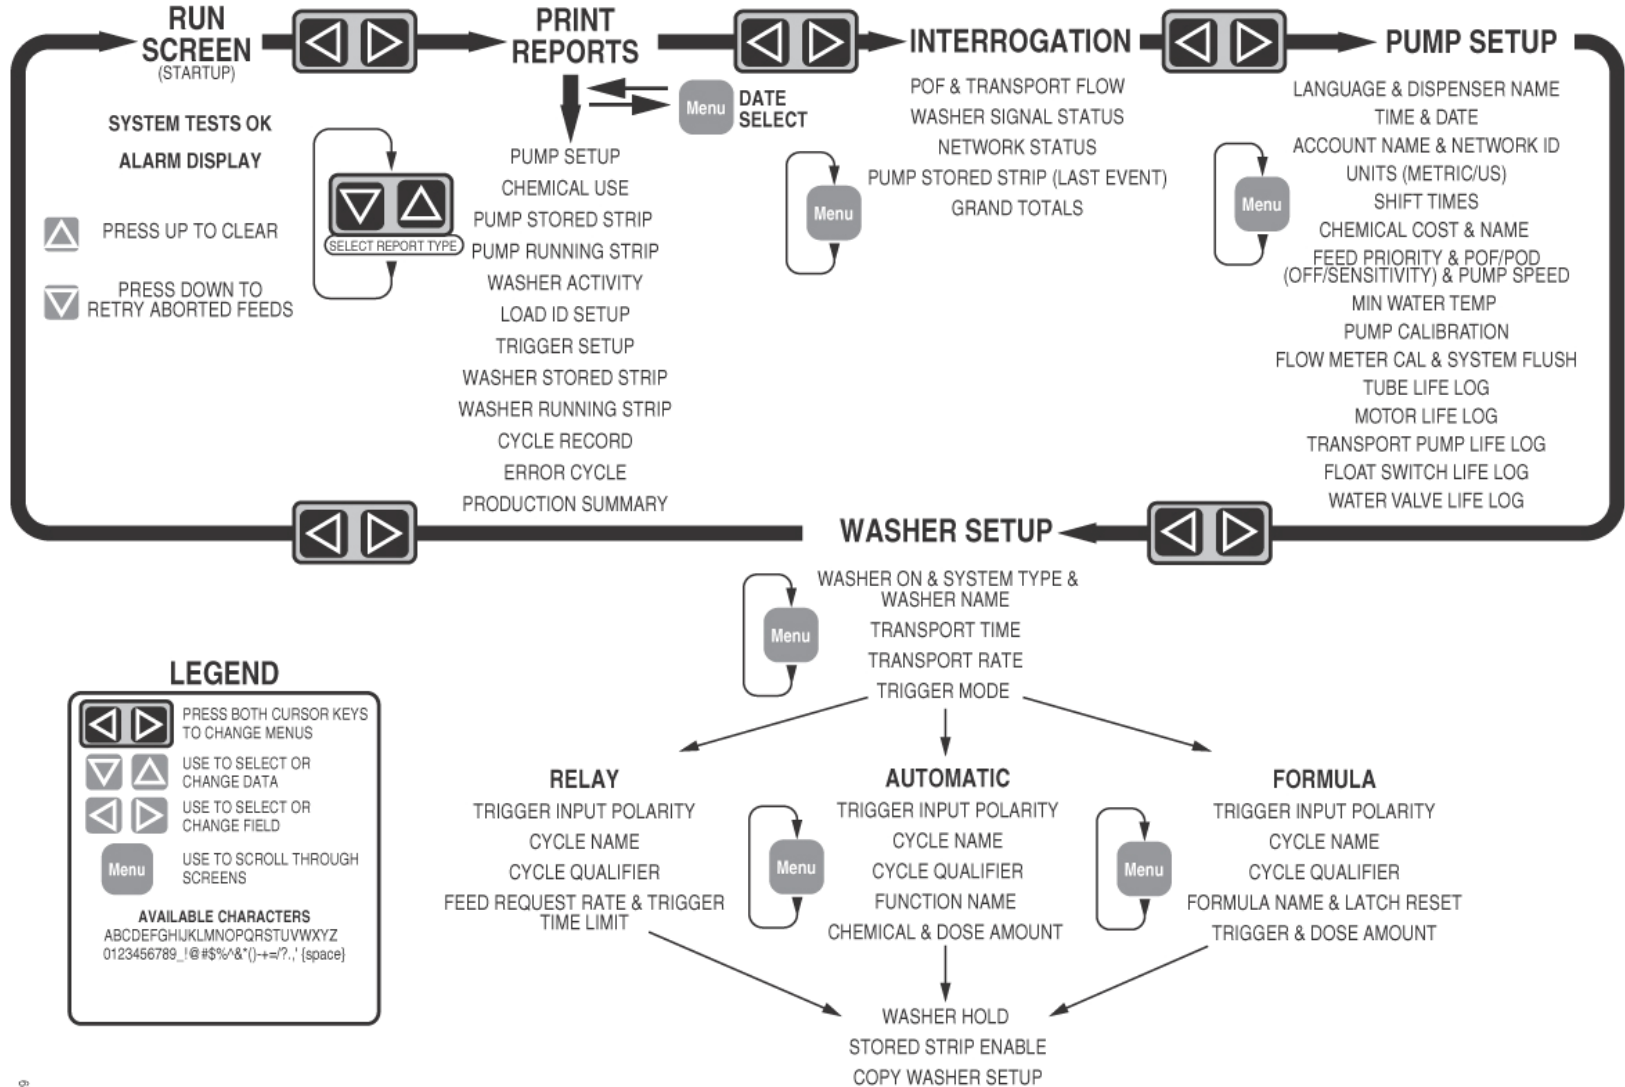 RUN
SCREEN
(STARTUP)
SYSTEM TESTS OK
ALARM DISPLAY
PRESS UP TO CLEAR
PRESS DOWN TO
RETRY ABORTED FEEDS
PRINT
REPORTS
Menu
DATE
SELECT
SELECT REPORT TYPE
PUMP SETUP
CHEMICAL USE
PUMP STORED STRIP
PUMP RUNNING STRIP
WASHER ACTIVITY
LOAD ID SETUP
TRIGGER SETUP
WASHER STORED STRIP
WASHER RUNNING STRIP
CYCLE RECORD
ERROR CYCLE
PRODUCTION SUMMARY
INTERROGATION
POF & TRANSPORT FLOW
WASHER SIGNAL STATUS
NETWORK STATUS
PUMP STORED STRIP (LAST EVENT)
GRAND TOTALS
Menu
PUMP SETUP
LANGUAGE & DISPENSER NAME
TIME & DATE
ACCOUNT NAME & NETWORK ID
UNITS (METRIC/US)
SHIFT TIMES
CHEMICAL COST & NAME
FEED PRIORITY & POF/POD
(OFF/SENSITIVITY) & PUMP SPEED
MIN WATER TEMP
PUMP CALIBRATION
FLOW METER CAL & SYSTEM FLUSH
TUBE LIFE LOG
MOTOR LIFE LOG
TRANSPORT PUMP LIFE LOG
FLOAT SWITCH LIFE LOG
WATER VALVE LIFE LOG
Menu
WASHER SETUP
WASHER ON & SYSTEM TYPE &
WASHER NAME
TRANSPORT TIME
TRANSPORT RATE
TRIGGER MODE
Menu
RELAY
TRIGGER INPUT POLARITY
CYCLE NAME
CYCLE QUALIFIER
FEED REQUEST RATE & TRIGGER
TIME LIMIT
AUTOMATIC
TRIGGER INPUT POLARITY
CYCLE NAME
CYCLE QUALIFIER
FUNCTION NAME
CHEMICAL & DOSE AMOUNT
Menu
FORMULA
TRIGGER INPUT POLARITY
CYCLE NAME
CYCLE QUALIFIER
FORMULA NAME & LATCH RESET
TRIGGER & DOSE AMOUNT
Menu
WASHER HOLD
STORED STRIP ENABLE
COPY WASHER SETUP
LEGEND
PRESS BOTH CURSOR KEYS
TO CHANGE MENUS
USE TO SELECT OR
CHANGE DATA
USE TO SELECT OR
CHANGE FIELD
Menu
USE TO SCROLL THROUGH
SCREENS
AVAILABLE CHARACTERS
ABCDEFGHIJKLMNOPQRSTUVWXYZ
0123456789_!@#$%^&*()-+=/?.,' {space}